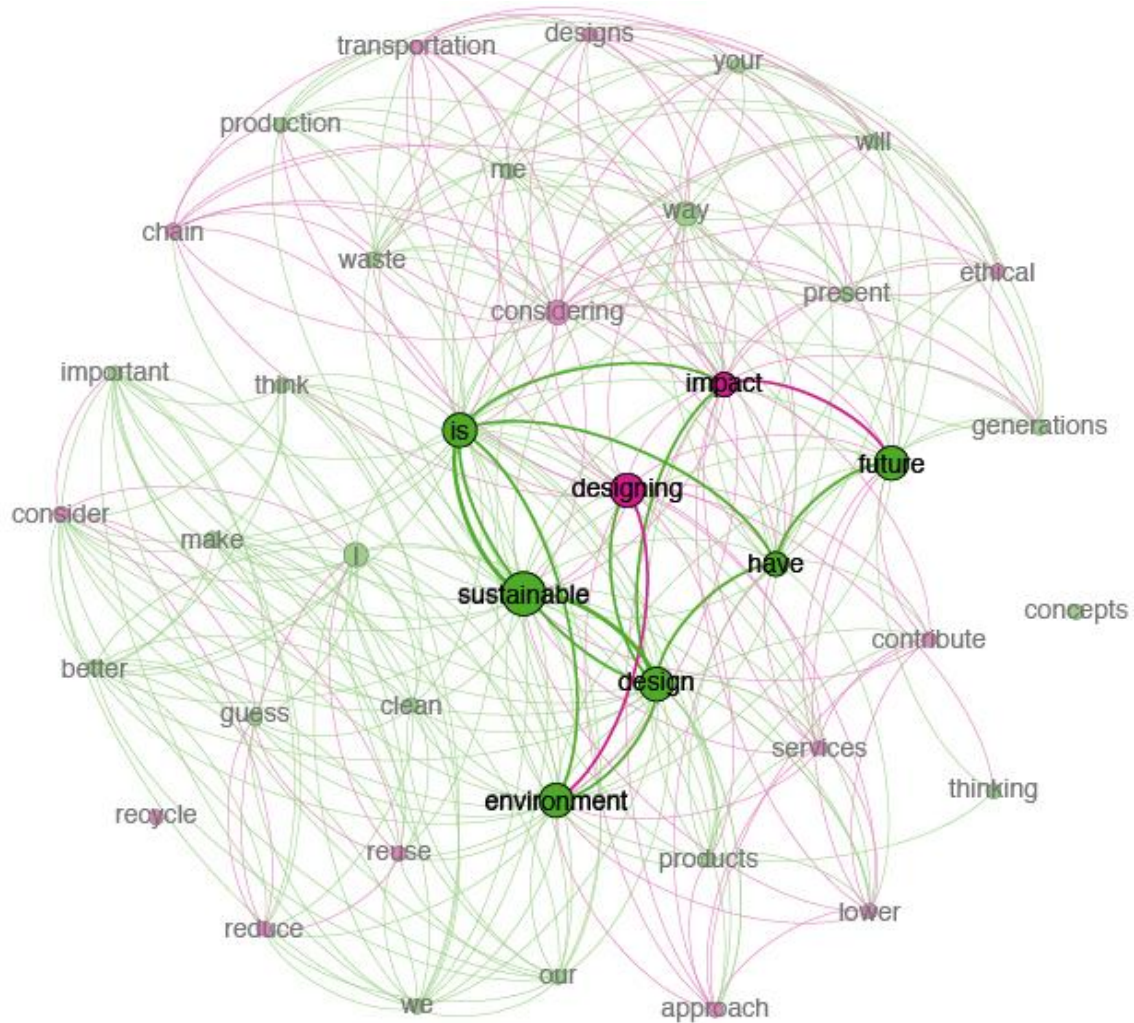 designs
transportation
your
production
will
me
way
chain
waste
ethical
present
considering
important
think
impact
generations
is
future
designing
consider
make
I
have
sustainable
concepts
contribute
better
design
clean
guess
services
thinking
environment
recycle
reuse
products
lower
reduce
our
we
approach